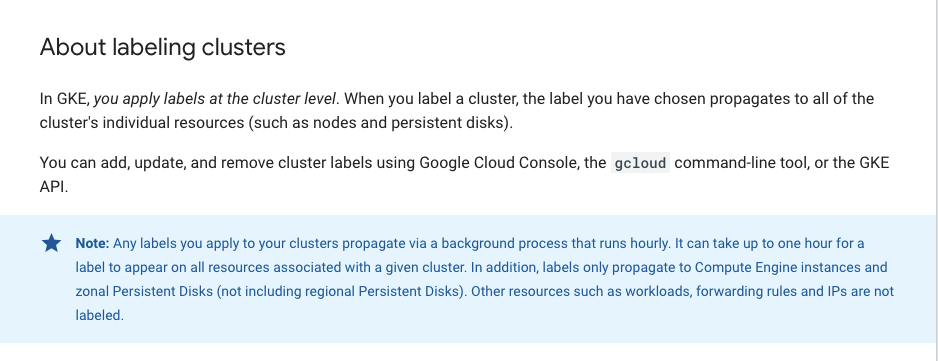 About labeling clusters
In GKE, you apply labels at the cluster level. When you label a cluster, the label you have chosen propagates to all of the
cluster's individual resources (such as nodes and persistent disks).
You can add, update, and remove cluster labels using Google Cloud Console, the gcloud command-line tool, or the GKE
API.
Note: Any labels you apply to your clusters propagate via a background process that runs hourly. It can take up to one hour for a
label to appear on all resources associated with a given cluster. In addition, labels only propagate to Compute Engine instances and
zonal Persistent Disks (not including regional Persistent Disks). Other resources such as workloads, forwarding rules and IPs are not
labeled.